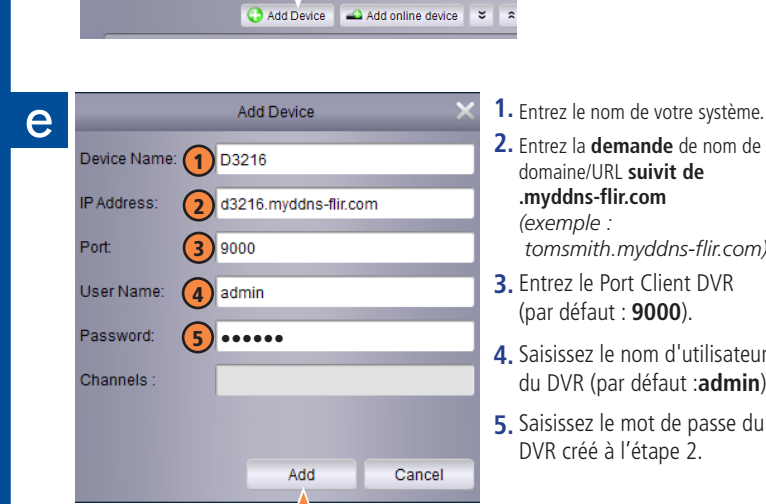 Add Device Add online device
e
Add Device
Device Name: 1 D3216
IP Address: 2 d3216.myddns-flir.com
Port: 3 9000
User Name: 4 admin
Password: 5 ●●●●●●
Channels :
Add Cancel
1. Entrez le nom de votre système.
2. Entrez la demande de nom de
domaine/URL suivit de
.myddns-flir.com
(exemple :
tomsmith.myddns-flir.com)
3. Entrez le Port Client DVR
(par défaut : 9000).
4. Saisissez le nom d'utilisateur
du DVR (par défaut :admin)
5. Saisissez le mot de passe du
DVR créé à l’étape 2.